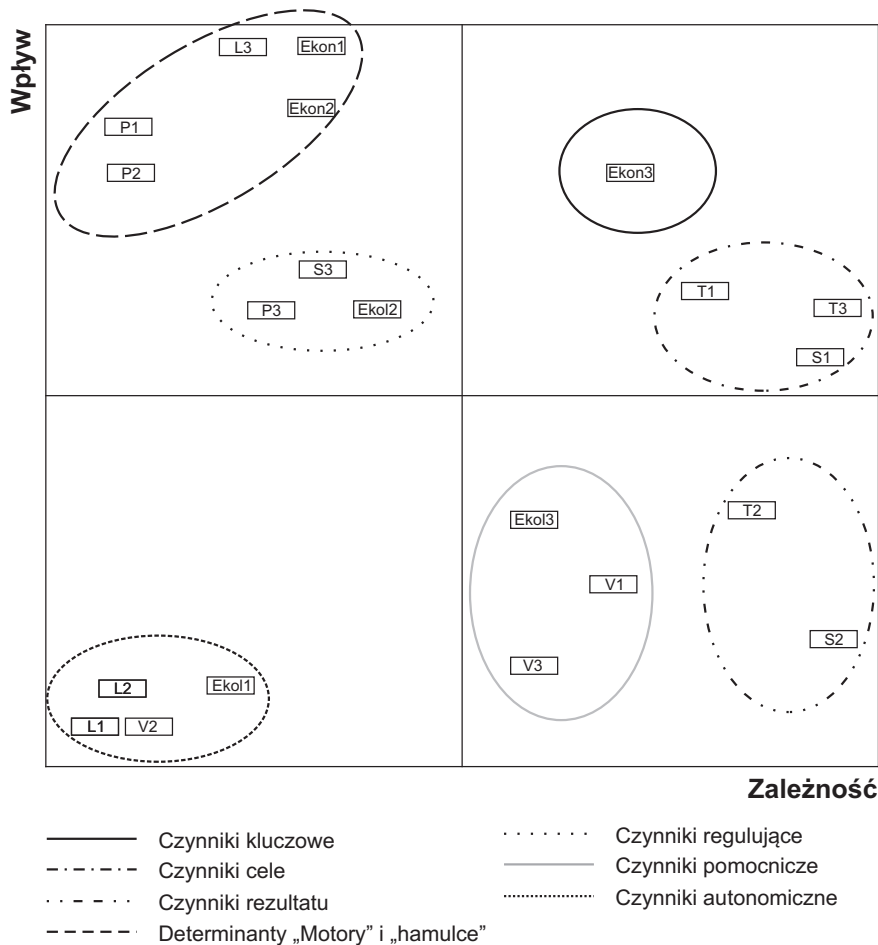 Wpływ
L3 Ekon1
Ekon2
P1
P2
Ekon3
S3
P3 Ekol2
T1
T3
S1
Ekol3
T2
V1
S2
V3
L2 Ekol1
L1 V2
Zależność
Czynniki kluczowe
Czynniki cele
Czynniki rezultatu
Determinanty „Motory” i „hamulce”
Czynniki regulujące
Czynniki pomocnicze
Czynniki autonomiczne